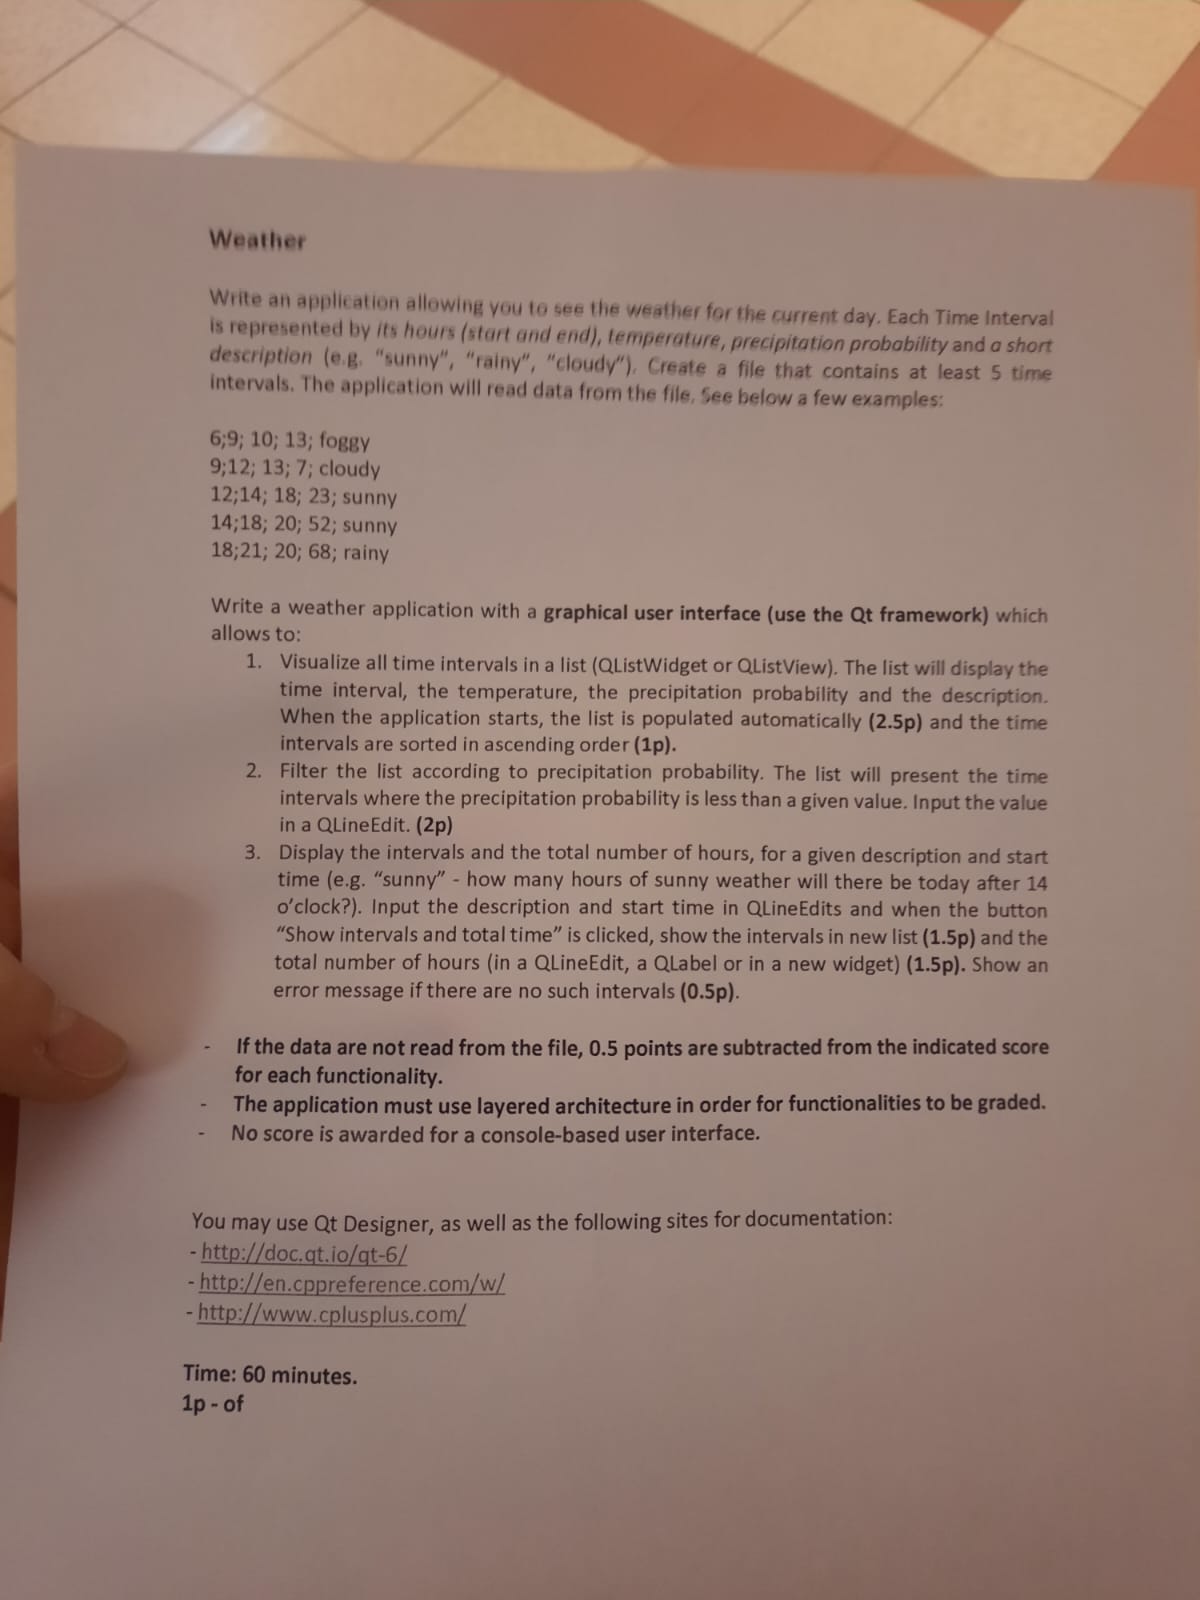 Weather
Write an application allowing you to see the weather for the current day. Each Time Interval
is represented by its hours (start and end), temperature, precipitation probability and a short
description (e.g. "sunny", "rainy", "cloudy"). Create a file that contains at least 5 time
intervals. The application will read data from the file. See below a few examples:
6;9; 10; 13; foggy
9;12; 13; 7; cloudy
12;14; 18; 23; sunny
14;18; 20; 52; sunny
18;21; 20; 68; rainy
Write a weather application with a graphical user interface (use the Qt framework) which
allows to:
1. Visualize all time intervals in a list (QListWidget or QListView). The list will display the
time interval, the temperature, the precipitation probability and the description.
When the application starts, the list is populated automatically (2.5p) and the time
intervals are sorted in ascending order (1p).
2. Filter the list according to precipitation probability. The list will present the time
intervals where the precipitation probability is less than a given value. Input the value
in a QLineEdit. (2p)
3. Display the intervals and the total number of hours, for a given description and start
time (e.g. "sunny" - how many hours of sunny weather will there be today after 14
o'clock?). Input the description and start time in QLineEdits and when the button
"Show intervals and total time" is clicked, show the intervals in new list (1.5p) and the
total number of hours (in a QLineEdit, a QLabel or in a new widget) (1.5p). Show an
error message if there are no such intervals (0.5p).
- If the data are not read from the file, 0.5 points are subtracted from the indicated score
for each functionality.
- The application must use layered architecture in order for functionalities to be graded.
- No score is awarded for a console-based user interface.
You may use Qt Designer, as well as the following sites for documentation:
- http://doc.qt.io/qt-6/
- http://en.cppreference.com/w/
- http://www.cplusplus.com/
Time: 60 minutes.
1p - of